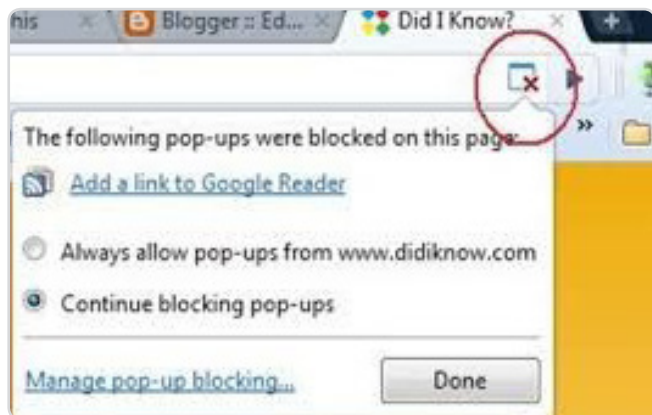 his Blogger :: Ed... Did I Know?
The following pop-ups were blocked on this page:
Add a link to Google Reader
Always allow pop-ups from www.didiknow.com
Continue blocking pop-ups
Manage pop-up blocking... Done